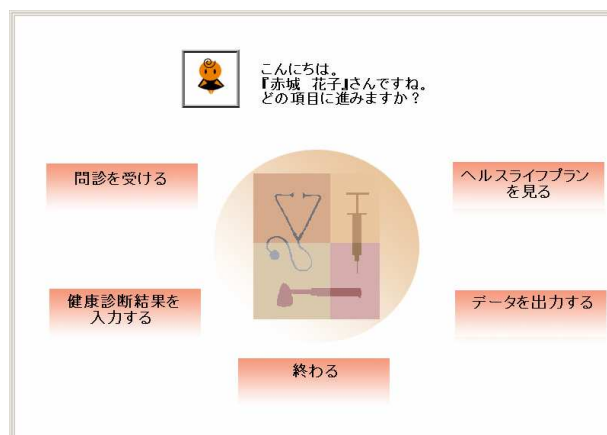 こんにちは。
『赤城　花子』さんですね。
どの項目に進みますか？
問診を受ける
ヘルスライフプラン
を見る
健康診断結果を
入力する
データを出力する
終わる